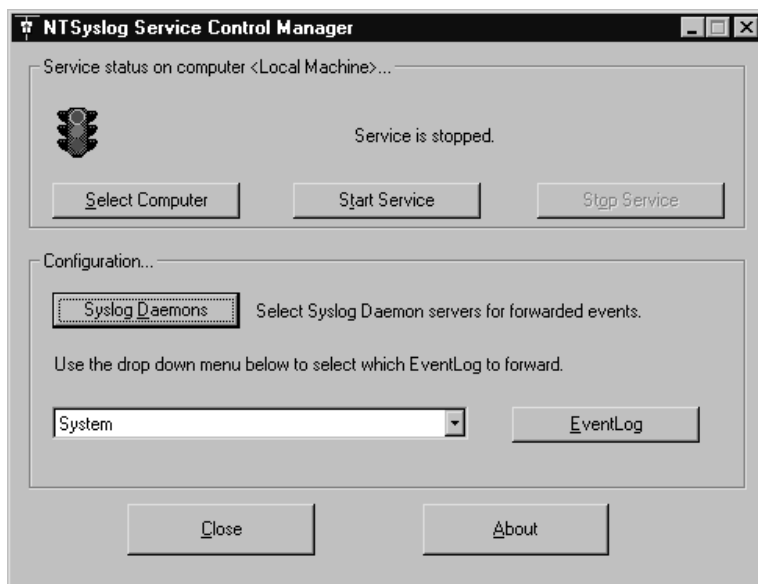 NTSyslog Service Control Manager
Service status on computer <Local Machine>...
Service is stopped.
Select Computer
Start Service
Stop Service
Configuration...
Syslog Daemons
Select Syslog Daemon servers for forwarded events.
Use the drop down menu below to select which EventLog to forward.
System
EventLog
Close
About